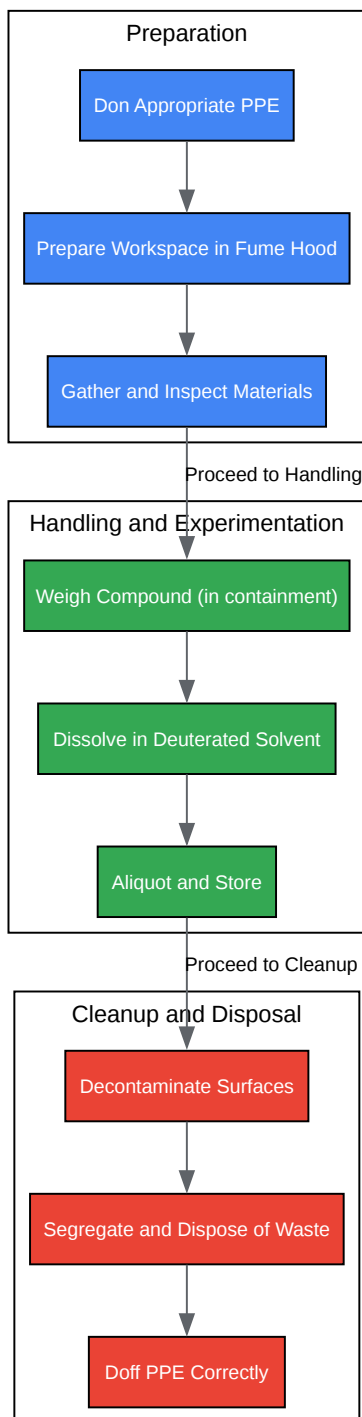 Preparation
Don Appropriate PPE
Prepare Workspace in Fume Hood
Gather and Inspect Materials
Proceed to Handling
Handling and Experimentation
Weigh Compound (in containment)
Dissolve in Deuterated Solvent
Aliquot and Store
Proceed to Cleanup
Cleanup and Disposal
Decontaminate Surfaces
Segregate and Dispose of Waste
Doff PPE Correctly